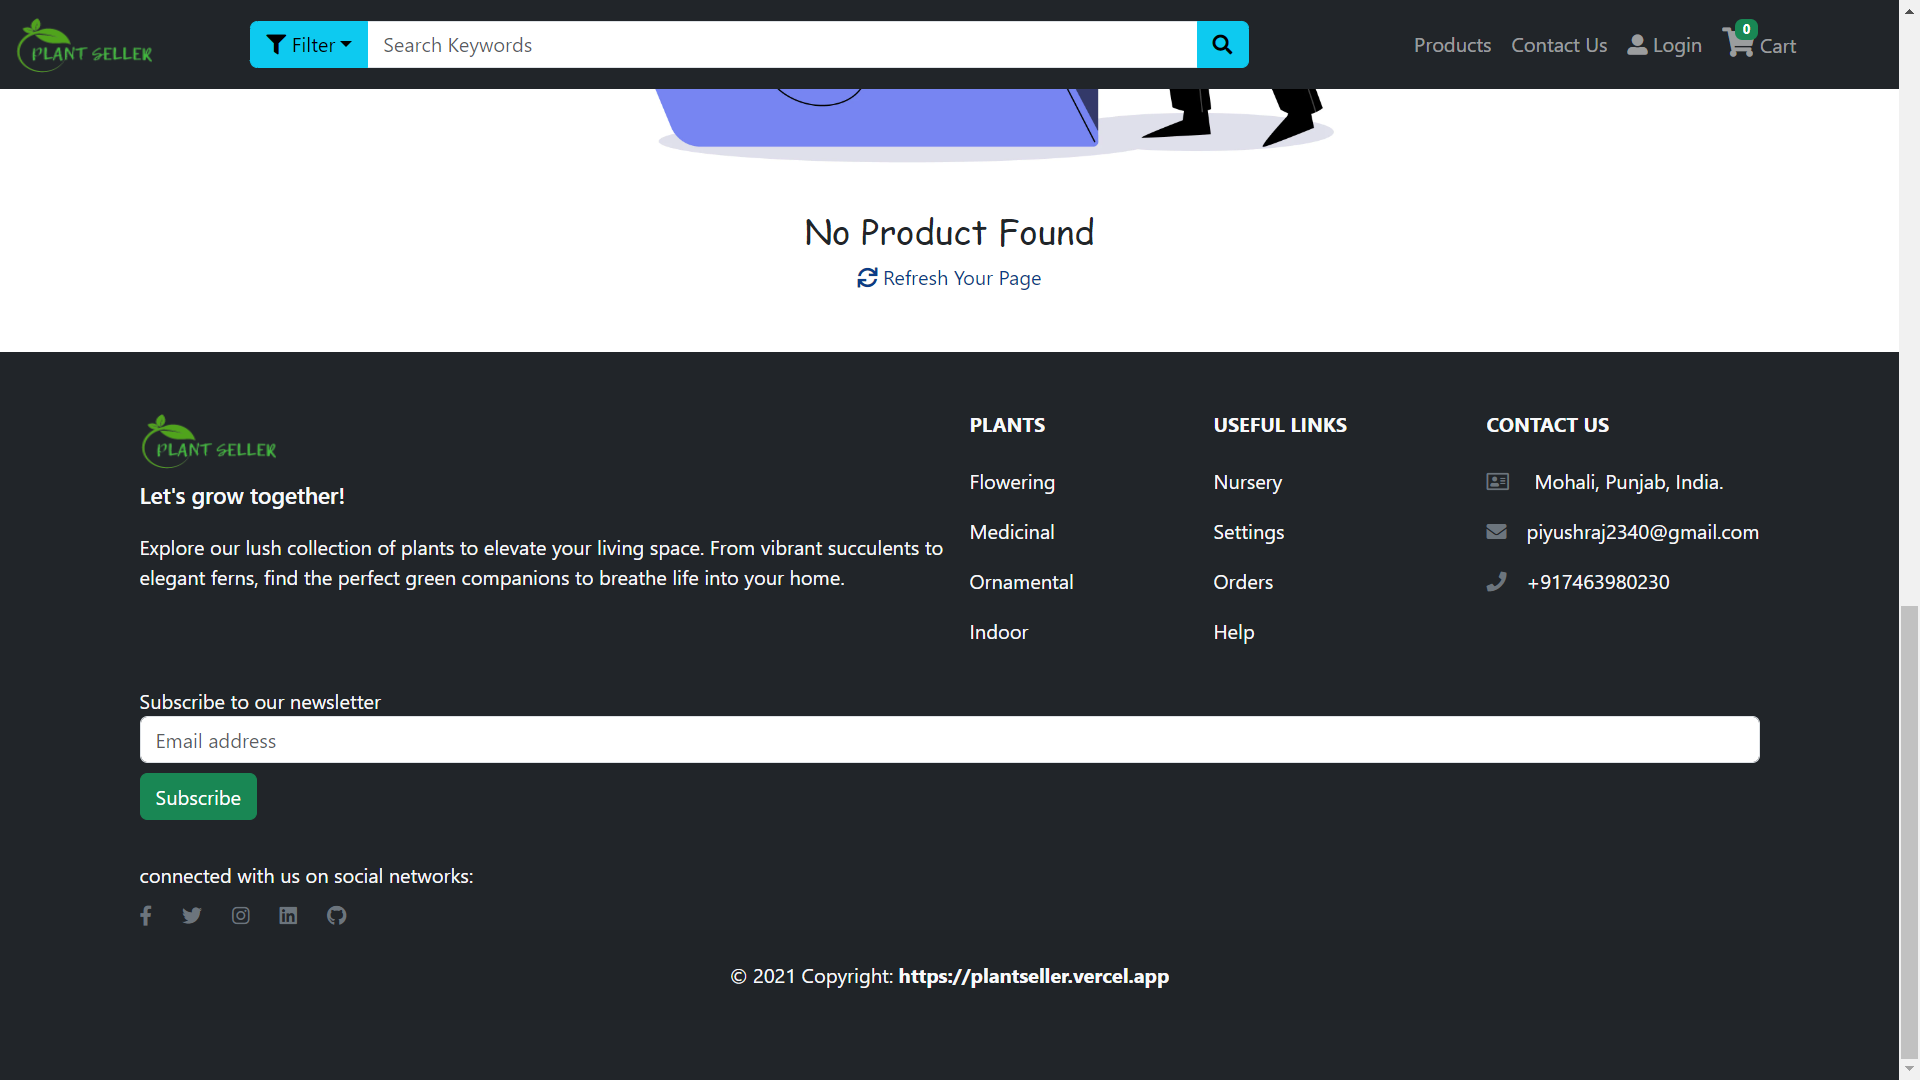 PLANT SELLER
Filter
Search Keywords
Products
Contact Us
Login
0
Cart
No Product Found
Refresh Your Page
PLANT SELLER
Let's grow together!
Explore our lush collection of plants to elevate your living space. From vibrant succulents to
elegant ferns, find the perfect green companions to breathe life into your home.
PLANTS
Flowering
Medicinal
Ornamental
Indoor
USEFUL LINKS
Nursery
Settings
Orders
Help
CONTACT US
Mohali, Punjab, India.
piyushraj2340@gmail.com
+917463980230
Subscribe to our newsletter
Email address
Subscribe
connected with us on social networks:
© 2021 Copyright: https://plantseller.vercel.app